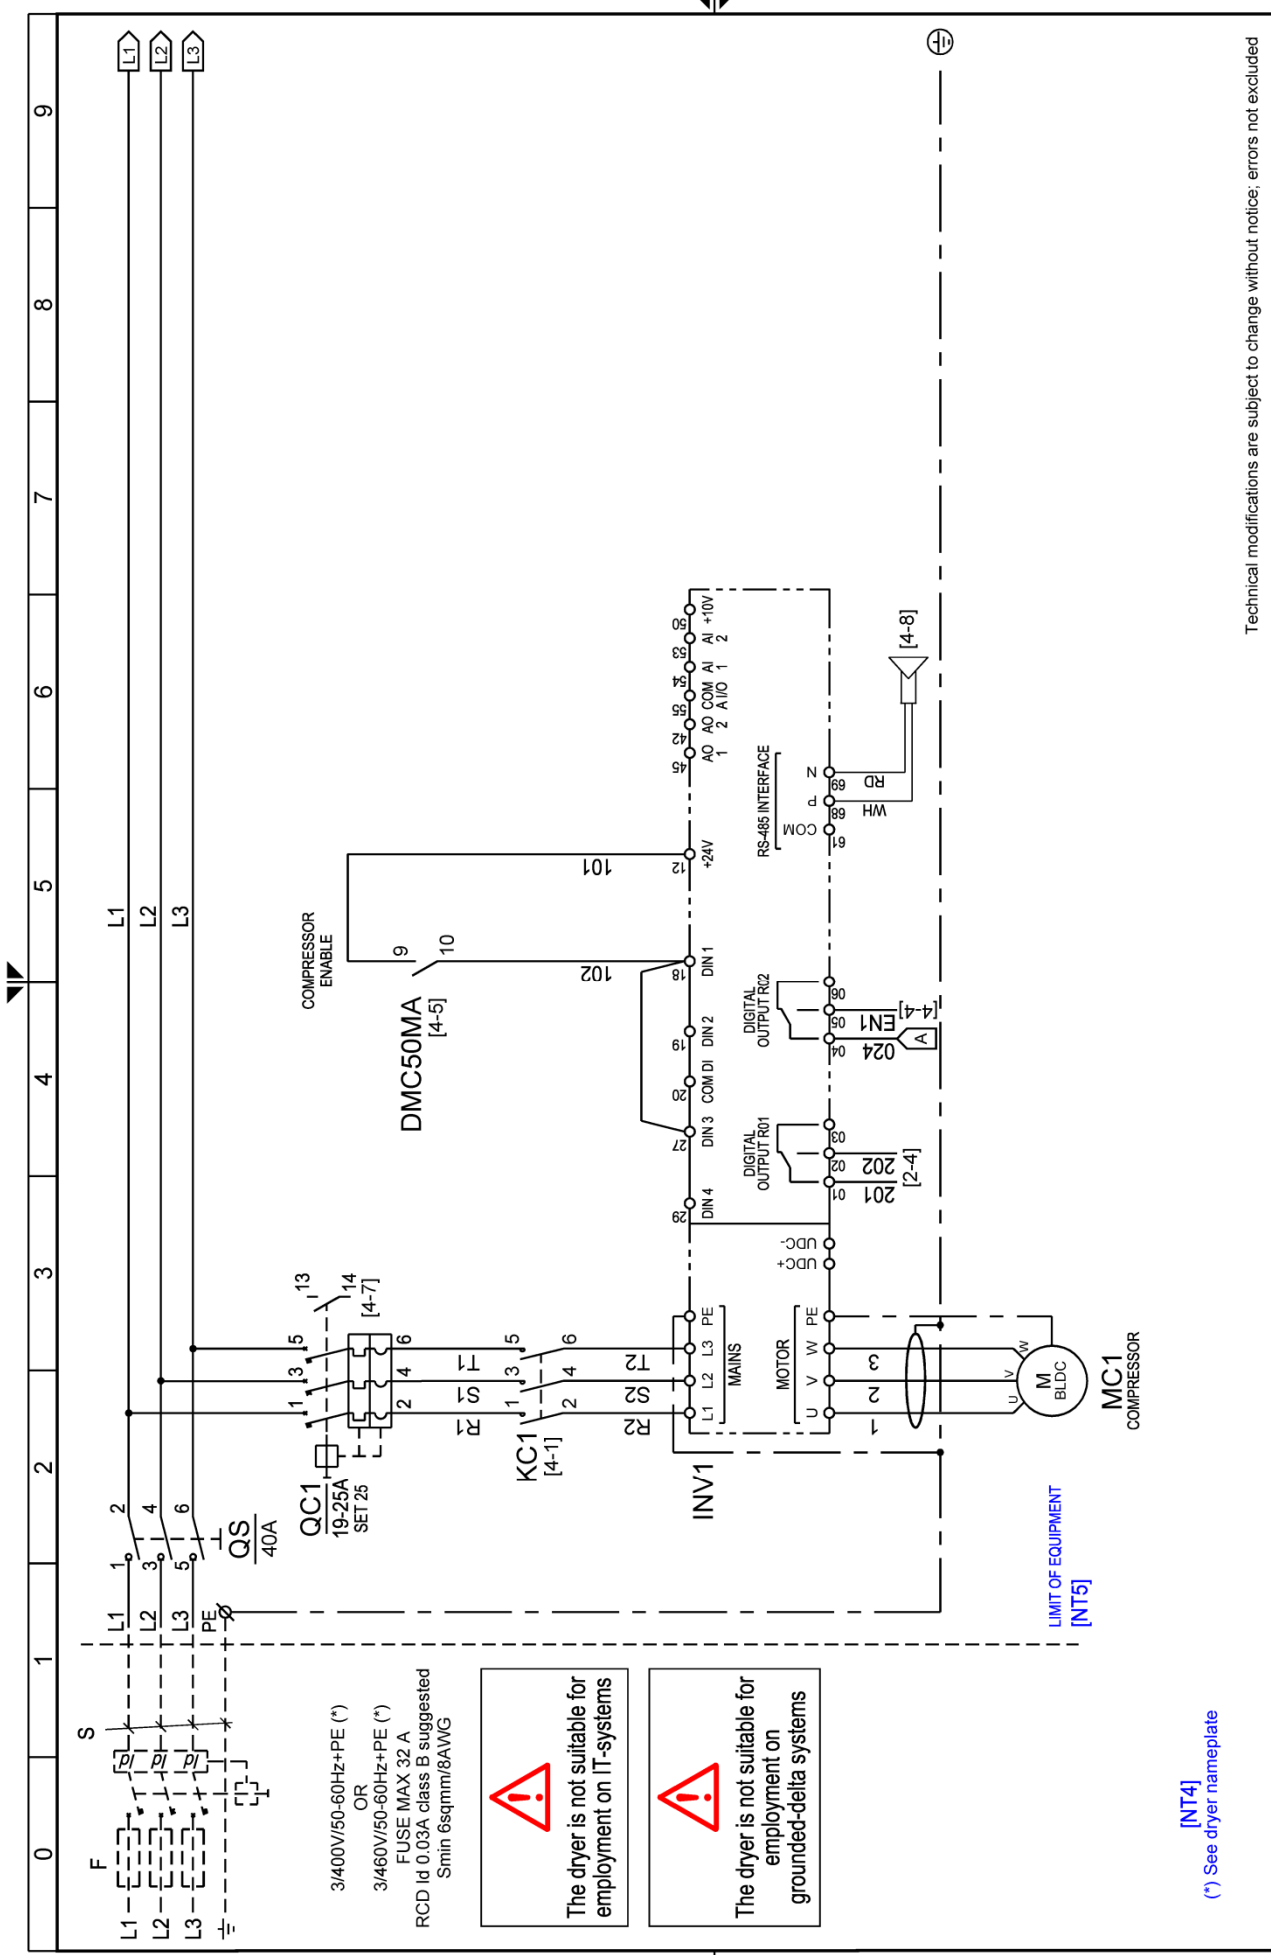 0
1
2
3
4
5
6
7
8
9
F
S
L1
L2
L3
Id
Id
Id
L1
L2
L3
PE
1
3
5
2
4
6
QS
40A
L1
L2
L3
L1
L2
L3
3/400V/50-60Hz+PE (*)
OR
3/460V/50-60Hz+PE (*)
FUSE MAX 32 A
RCD Id 0.03A class B suggested
Smin 6sqmm/8AWG
The dryer is not suitable for
employment on IT-systems
The dryer is not suitable for
employment on
grounded-delta systems
QC1
19-25A
SET 25
1
3
5
13
14
[4-7]
2
4
6
R1
S1
T1
KC1
[4-1]
1
3
5
2
4
6
R2
S2
T2
COMPRESSOR
ENABLE
DMC50MA
[4-5]
9
10
102
101
INV1
L1
L2
L3
PE
MAINS
29
DIN 4
27
DIN 3
20
COM DI
19
DIN 2
18
DIN 1
12
+24V
45
AO
1
42
AO
2
55
COM
A I/O
54
AI
1
53
AI
2
50
+10V
MOTOR
U
V
W
PE
UDC+
UDC-
DIGITAL
OUTPUT R01
01
02
03
201
202
[2-4]
DIGITAL
OUTPUT R02
04
05
06
024
EN1
[4-4]
A
RS-485 INTERFACE
COM
P
N
61
68
69
WH
RD
[4-8]
1
2
3
U
V
W
M
BLDC
MC1
COMPRESSOR
LIMIT OF EQUIPMENT
[NT5]
[NT4]
(*) See dryer nameplate
Technical modifications are subject to change without notice; errors not excluded